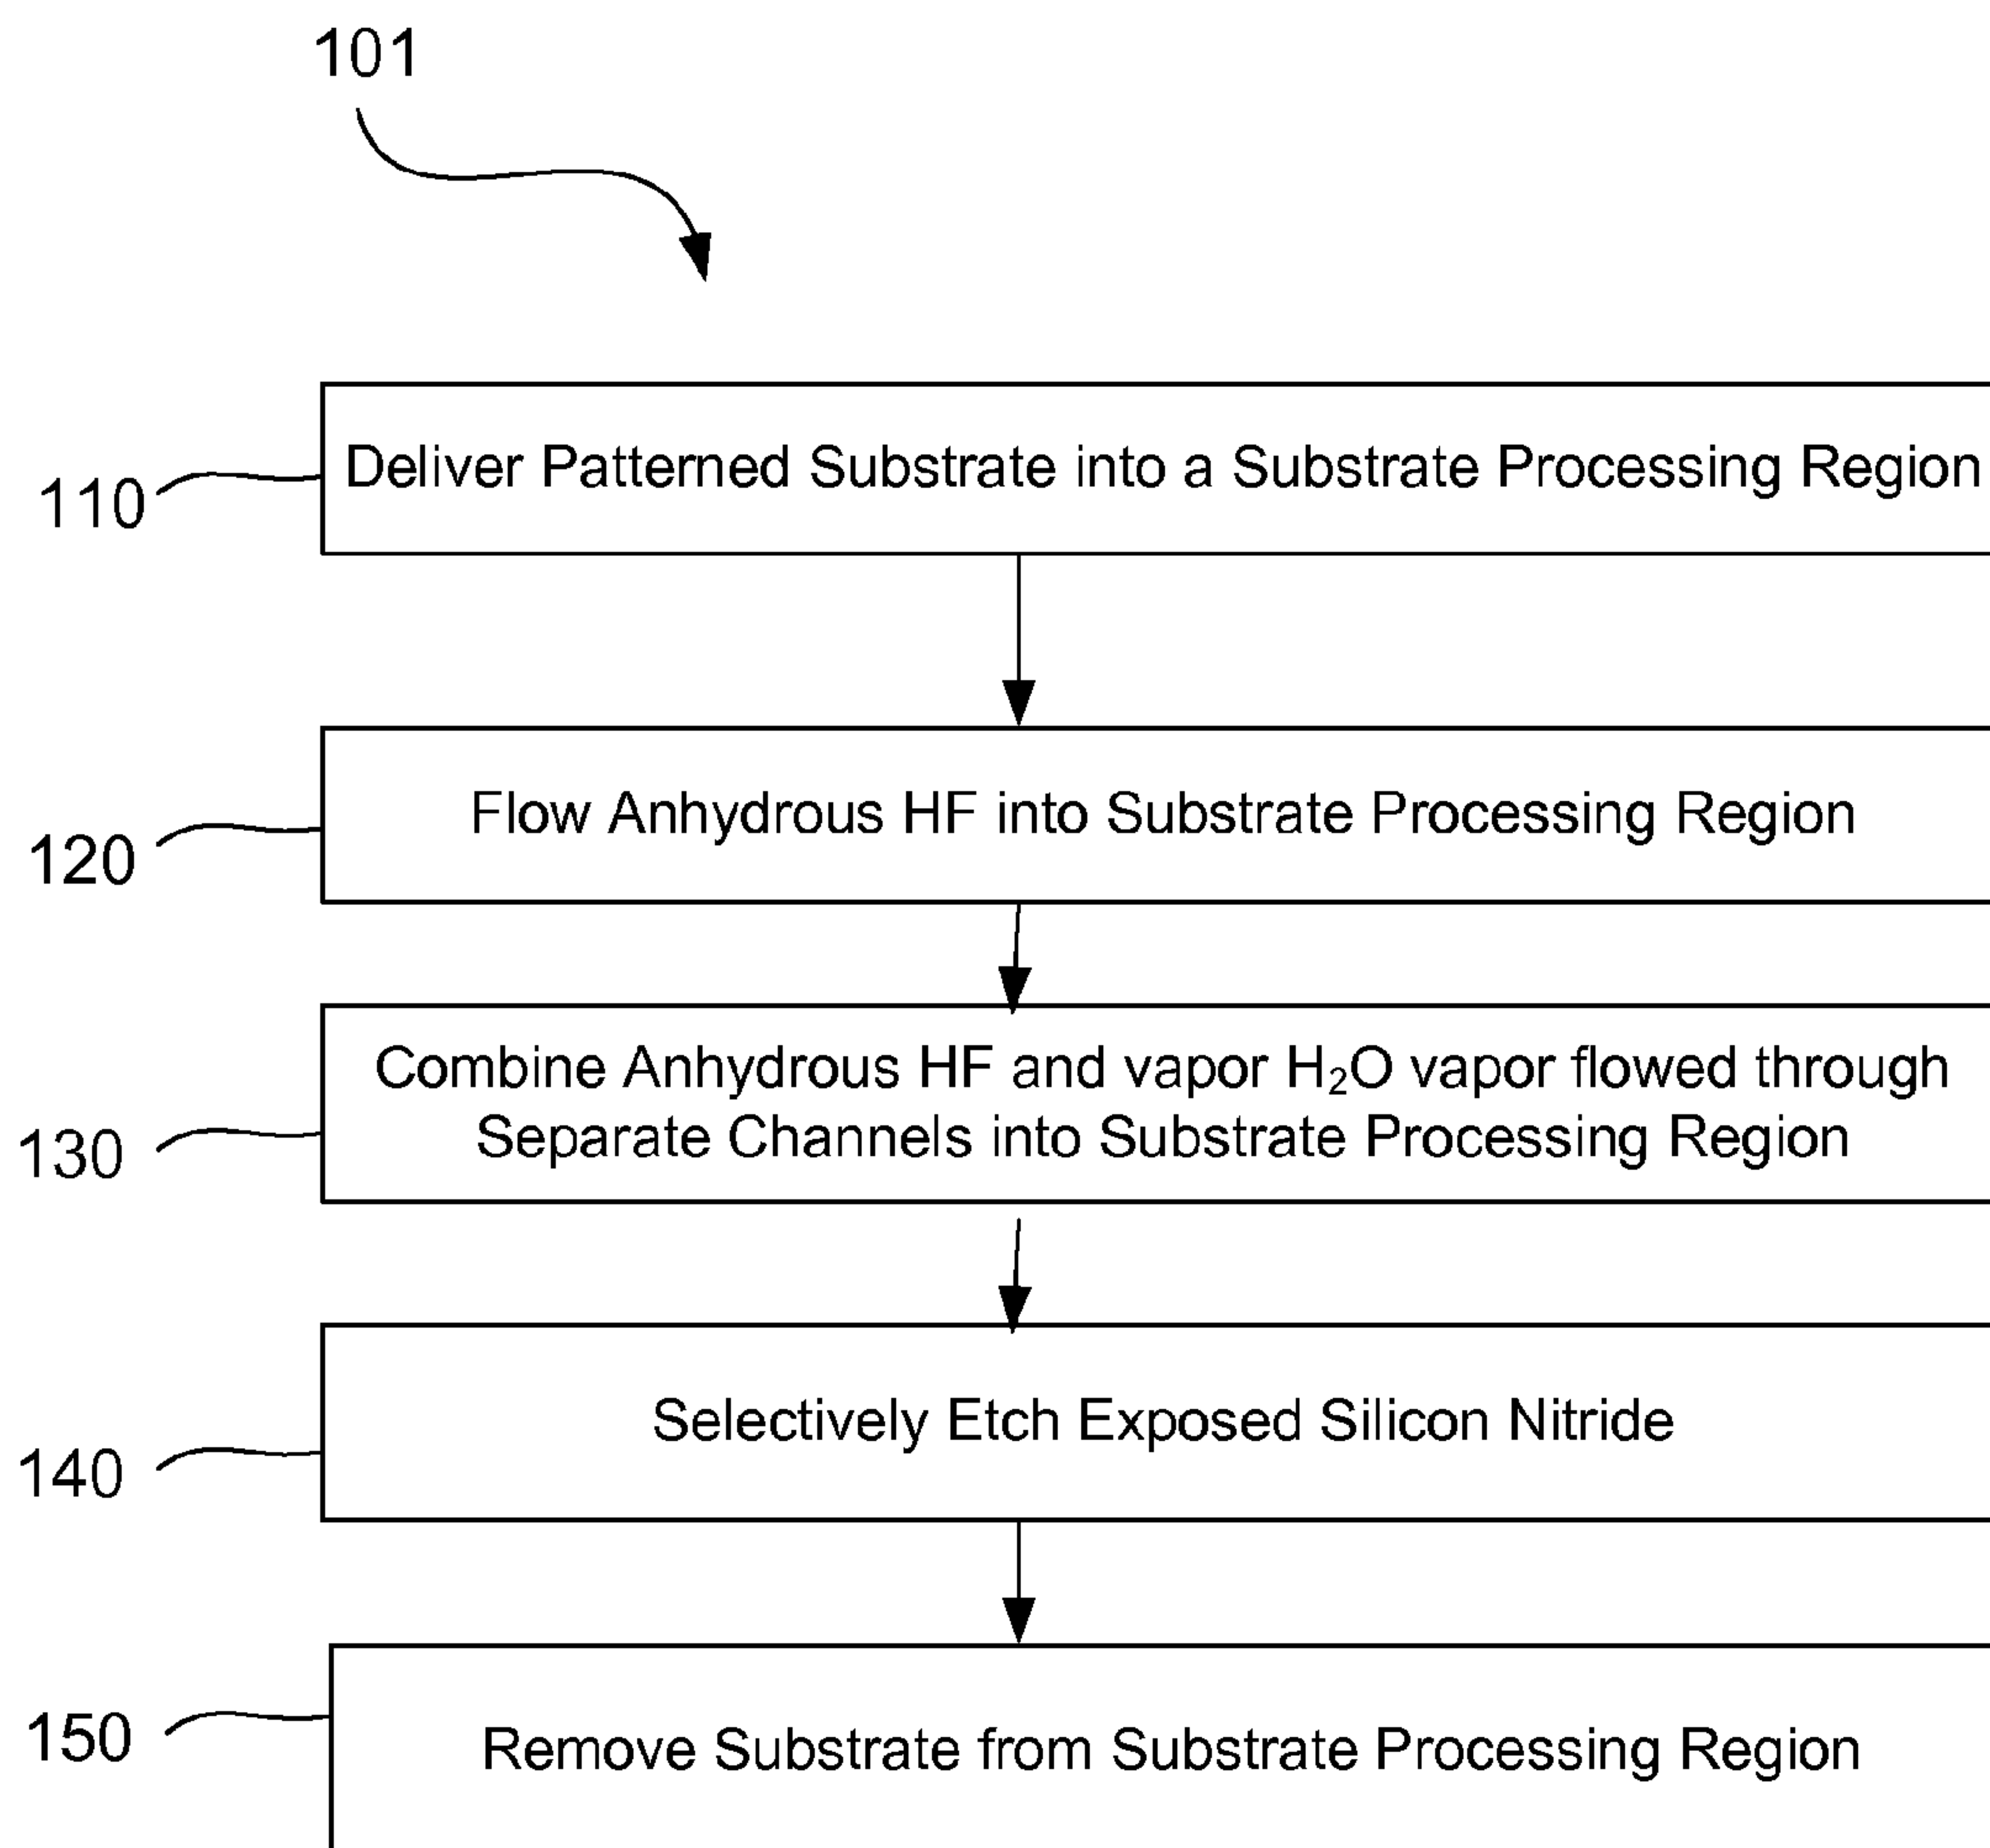 101
110
Deliver Patterned Substrate into a Substrate Processing Region
120
Flow Anhydrous HF into Substrate Processing Region
130
Combine Anhydrous HF and vapor H₂O vapor flowed through
Separate Channels into Substrate Processing Region
140
Selectively Etch Exposed Silicon Nitride
150
Remove Substrate from Substrate Processing Region